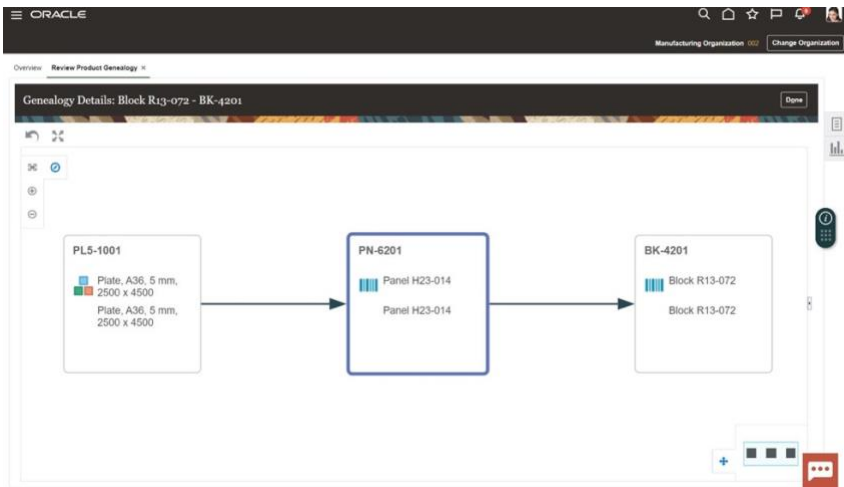 ORACLE
Manufacturing Organization 002
Change Organization
Overview
Review Product Genealogy ×
Genealogy Details: Block R13-072 - BK-4201
Done
PL5-1001
Plate, A36, 5 mm,
2500 x 4500
Plate, A36, 5 mm,
2500 x 4500
PN-6201
Panel H23-014
Panel H23-014
BK-4201
Block R13-072
Block R13-072